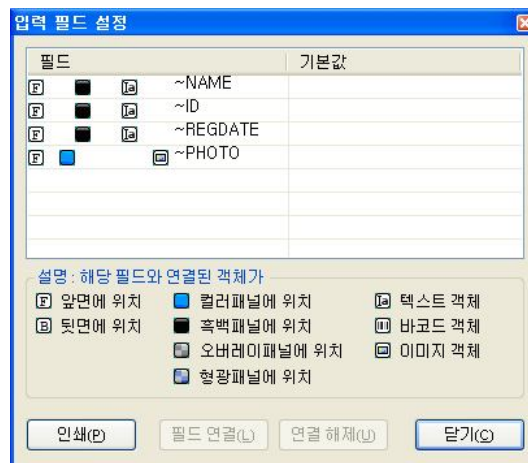 입력 필드 설정
필드 기본값
F Ia ~NAME
F Ia ~ID
F Ia ~REGDATE
F ~PHOTO
설명 : 해당 필드와 연결된 객체가
F 앞면에 위치 컬러패널에 위치 Ia 텍스트 객체
B 뒷면에 위치 흑백패널에 위치 바코드 객체
오버레이패널에 위치 이미지 객체
형광패널에 위치
인쇄(P) 필드 연결(L) 연결 해제(U) 닫기(C)